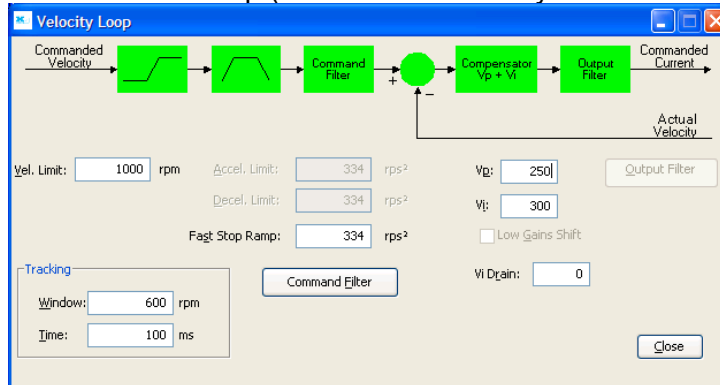 Velocity Loop
Commanded
Velocity
Command
Filter
+
−
Compensator
Vp + Vi
Output
Filter
Commanded
Current
Actual
Velocity
Vel. Limit: 1000 rpm
Accel. Limit: 334 rps²
Decel. Limit: 334 rps²
Fast Stop Ramp: 334 rps²
Vp: 250
Vi: 300
Low Gains Shift
Vi Drain: 0
Output Filter
Tracking
Window: 600 rpm
Time: 100 ms
Command Filter
Close